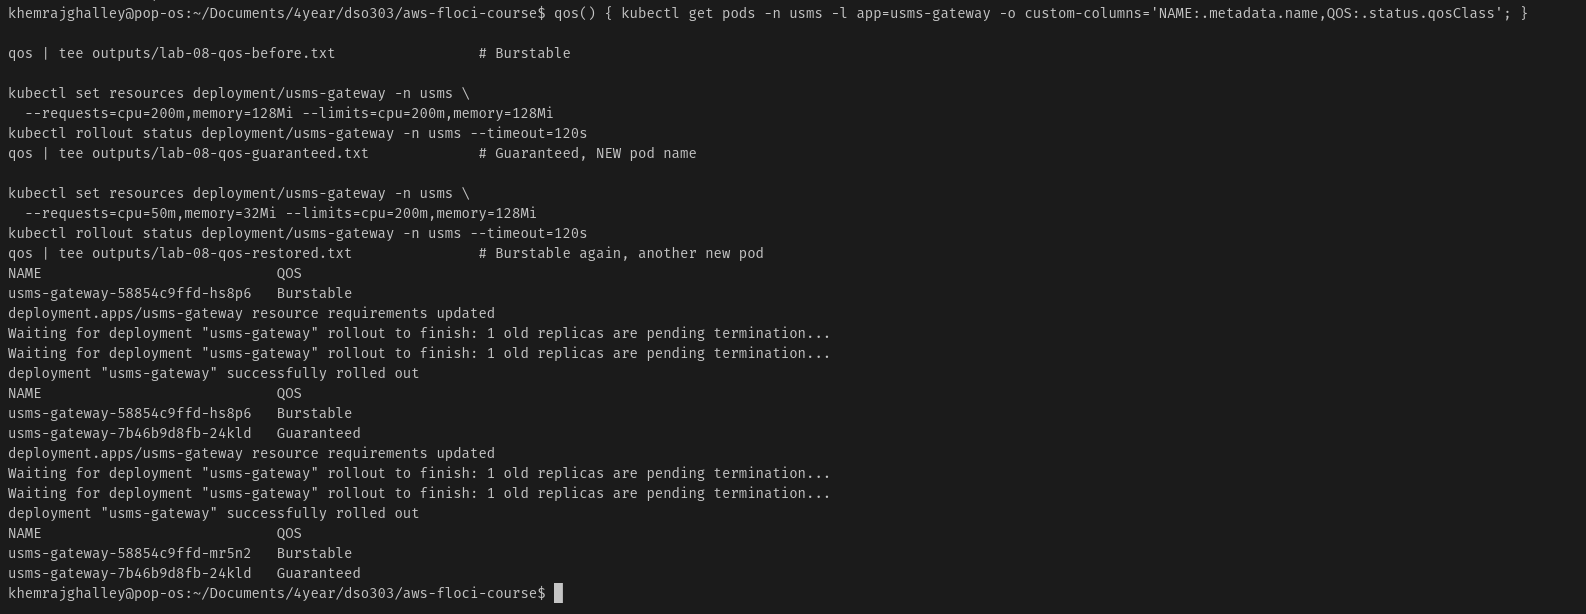 khemrajghalley@pop-os:~/Documents/4year/dso303/aws-floci-course$ qos() { kubectl get pods -n usms -l app=usms-gateway -o custom-columns='NAME:.metadata.name,QOS:.status.qosClass'; }
qos | tee outputs/lab-08-qos-before.txt                 # Burstable
kubectl set resources deployment/usms-gateway -n usms \
  --requests=cpu=200m,memory=128Mi --limits=cpu=200m,memory=128Mi
kubectl rollout status deployment/usms-gateway -n usms --timeout=120s
qos | tee outputs/lab-08-qos-guaranteed.txt             # Guaranteed, NEW pod name
kubectl set resources deployment/usms-gateway -n usms \
  --requests=cpu=50m,memory=32Mi --limits=cpu=200m,memory=128Mi
kubectl rollout status deployment/usms-gateway -n usms --timeout=120s
qos | tee outputs/lab-08-qos-restored.txt               # Burstable again, another new pod
NAME                            QOS
usms-gateway-58854c9ffd-hs8p6   Burstable
deployment.apps/usms-gateway resource requirements updated
Waiting for deployment "usms-gateway" rollout to finish: 1 old replicas are pending termination...
Waiting for deployment "usms-gateway" rollout to finish: 1 old replicas are pending termination...
deployment "usms-gateway" successfully rolled out
NAME                            QOS
usms-gateway-58854c9ffd-hs8p6   Burstable
usms-gateway-7b46b9d8fb-24kld   Guaranteed
deployment.apps/usms-gateway resource requirements updated
Waiting for deployment "usms-gateway" rollout to finish: 1 old replicas are pending termination...
Waiting for deployment "usms-gateway" rollout to finish: 1 old replicas are pending termination...
deployment "usms-gateway" successfully rolled out
NAME                            QOS
usms-gateway-58854c9ffd-mr5n2   Burstable
usms-gateway-7b46b9d8fb-24kld   Guaranteed
khemrajghalley@pop-os:~/Documents/4year/dso303/aws-floci-course$